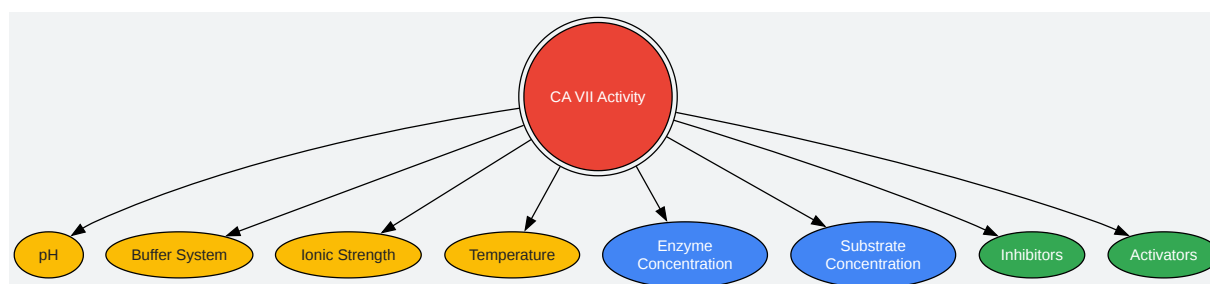 CA VII Activity
pH
Buffer System
Ionic Strength
Temperature
Enzyme
Concentration
Substrate
Concentration
Inhibitors
Activators